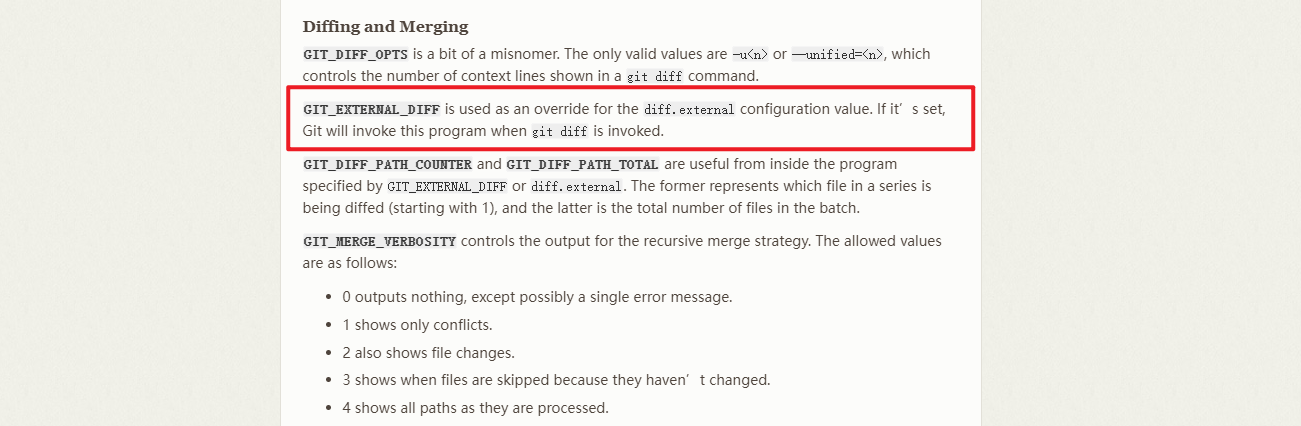 Diffing and Merging
GIT_DIFF_OPTS is a bit of a misnomer. The only valid values are -u<n> or --unified=<n>, which
controls the number of context lines shown in a git diff command.
GIT_EXTERNAL_DIFF is used as an override for the diff.external configuration value. If it’s set,
Git will invoke this program when git diff is invoked.
GIT_DIFF_PATH_COUNTER and GIT_DIFF_PATH_TOTAL are useful from inside the program
specified by GIT_EXTERNAL_DIFF or diff.external. The former represents which file in a series is
being diffed (starting with 1), and the latter is the total number of files in the batch.
GIT_MERGE_VERBOSITY controls the output for the recursive merge strategy. The allowed values
are as follows:
• 0 outputs nothing, except possibly a single error message.
• 1 shows only conflicts.
• 2 also shows file changes.
• 3 shows when files are skipped because they haven’t changed.
• 4 shows all paths as they are processed.